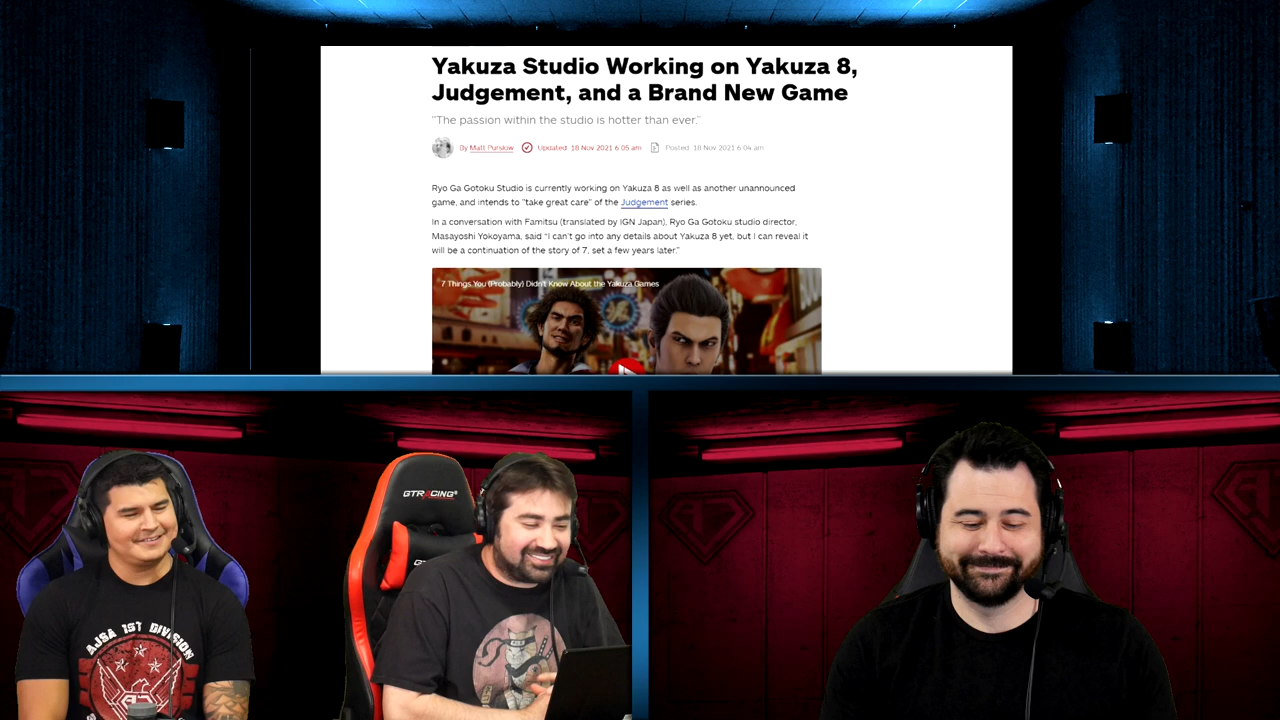 Yakuza Studio Working on Yakuza 8,
Judgement, and a Brand New Game
"The passion within the studio is hotter than ever."
By Matt Purslow Updated: 18 Nov 2021 6:05 am Posted: 18 Nov 2021 6:04 am
Ryo Ga Gotoku Studio is currently working on Yakuza 8 as well as another unannounced
game, and intends to "take great care" of the Judgement series.
In a conversation with Famitsu (translated by IGN Japan), Ryo Ga Gotoku studio director,
Masayoshi Yokoyama, said "I can't go into any details about Yakuza 8 yet, but I can reveal it
will be a continuation of the story of 7, set a few years later."
7 Things You (Probably) Didn't Know About the Yakuza Games
GTRACING
AJSA 1ST DIVISION